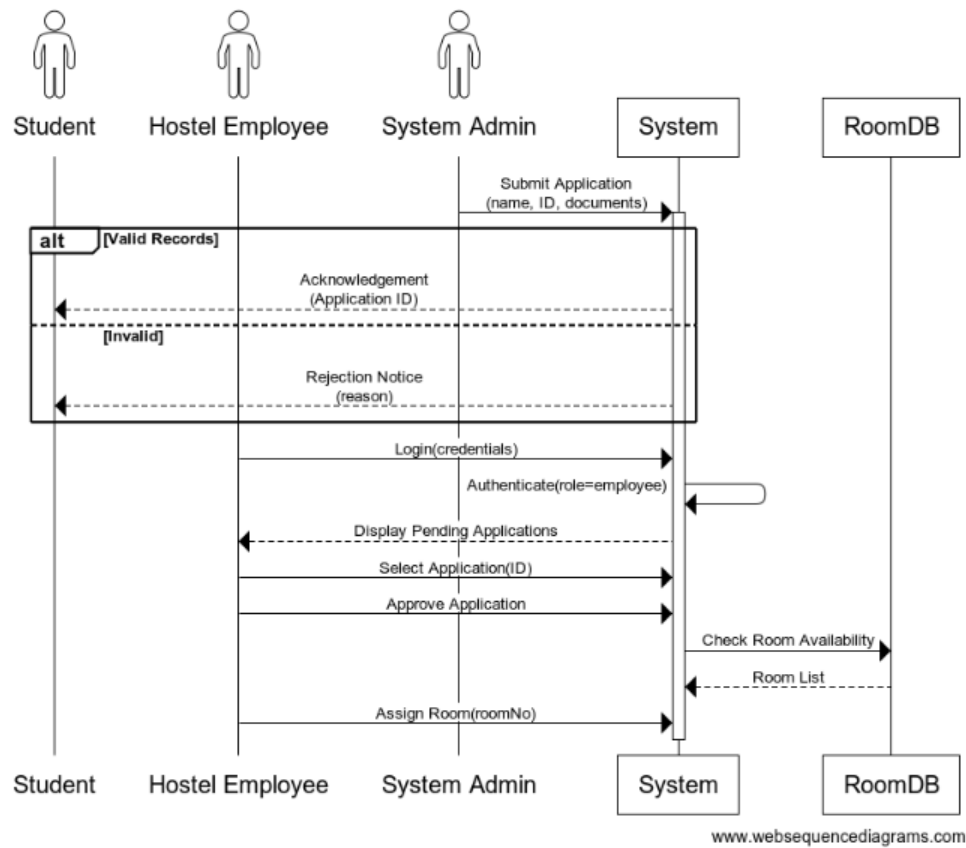 Student Hostel Employee System Admin System RoomDB
Submit Application
(name, ID, documents)
alt [Valid Records]
Acknowledgement
(Application ID)
[Invalid]
Rejection Notice
(reason)
Login(credentials)
Authenticate(role=employee)
Display Pending Applications
Select Application(ID)
Approve Application
Check Room Availability
Room List
Assign Room(roomNo)
Student Hostel Employee System Admin System RoomDB
www.websequencediagrams.com